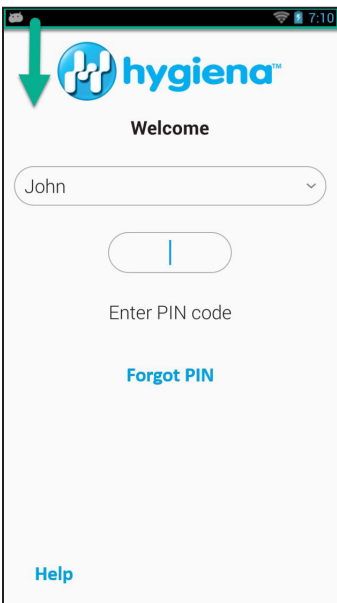 7:10
hygiena™
Welcome
John
Enter PIN code
Forgot PIN
Help